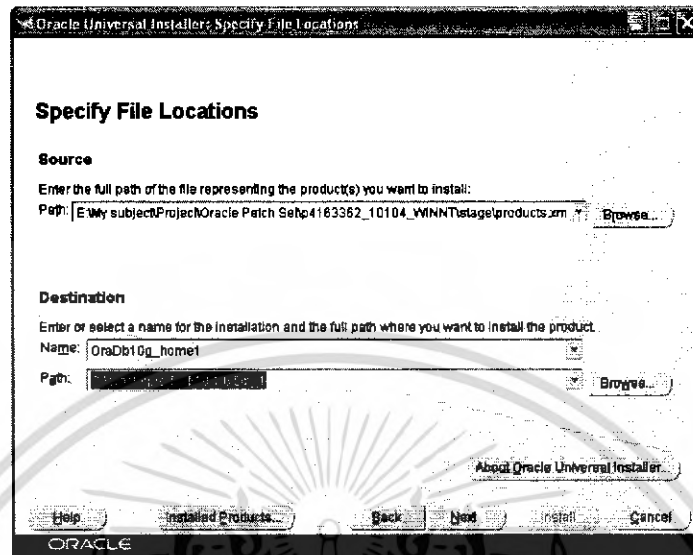 Oracle Universal Installer: Specify File Locations
Specify File Locations
Source
Enter the full path of the file representing the product(s) you want to install:
Path: E:\My subject\Project\Oracle Patch Set\p4163362_10104_WINNT\stage\products.xm Browse...
Destination
Enter or select a name for the installation and the full path where you want to install the product.
Name: OraDb10g_home1
Path: Browse...
About Oracle Universal Installer...
Help Installed Products... Back Next Install Cancel
ORACLE